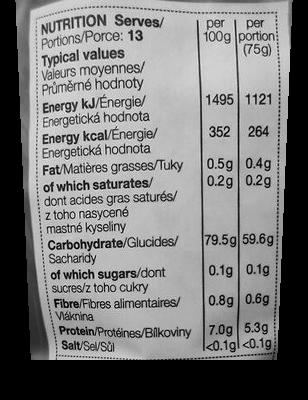 NUTRITION Serves/
Portions/Porce: 13
per 100g
per portion (75g)
Typical values
Valeurs moyennes/
Průměrné hodnoty
Energy kJ/Énergie/ 1495 1121
Energetická hodnota
Energy kcal/Énergie/ 352 264
Energetická hodnota
Fat/Matières grasses/Tuky 0.5g 0.4g
of which saturates/ 0.2g 0.2g
dont acides gras saturés/
z toho nasycené
mastné kyseliny
Carbohydrate/Glucides/ 79.5g 59.6g
Sacharidy
of which sugars/dont 0.1g 0.1g
sucres/z toho cukry
Fibre/Fibres alimentaires/ 0.8g 0.6g
Vláknina
Protein/Protéines/Bílkoviny 7.0g 5.3g
Salt/Sel/Sůl <0.1g <0.1g